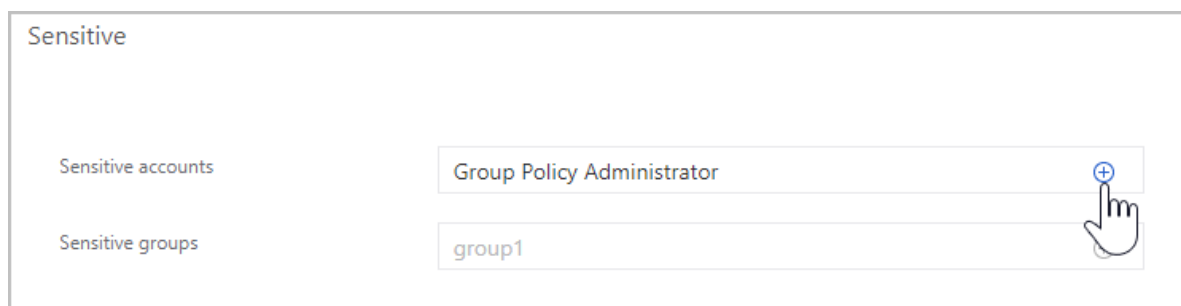 Sensitive
Sensitive accounts
Group Policy Administrator
Sensitive groups
group1